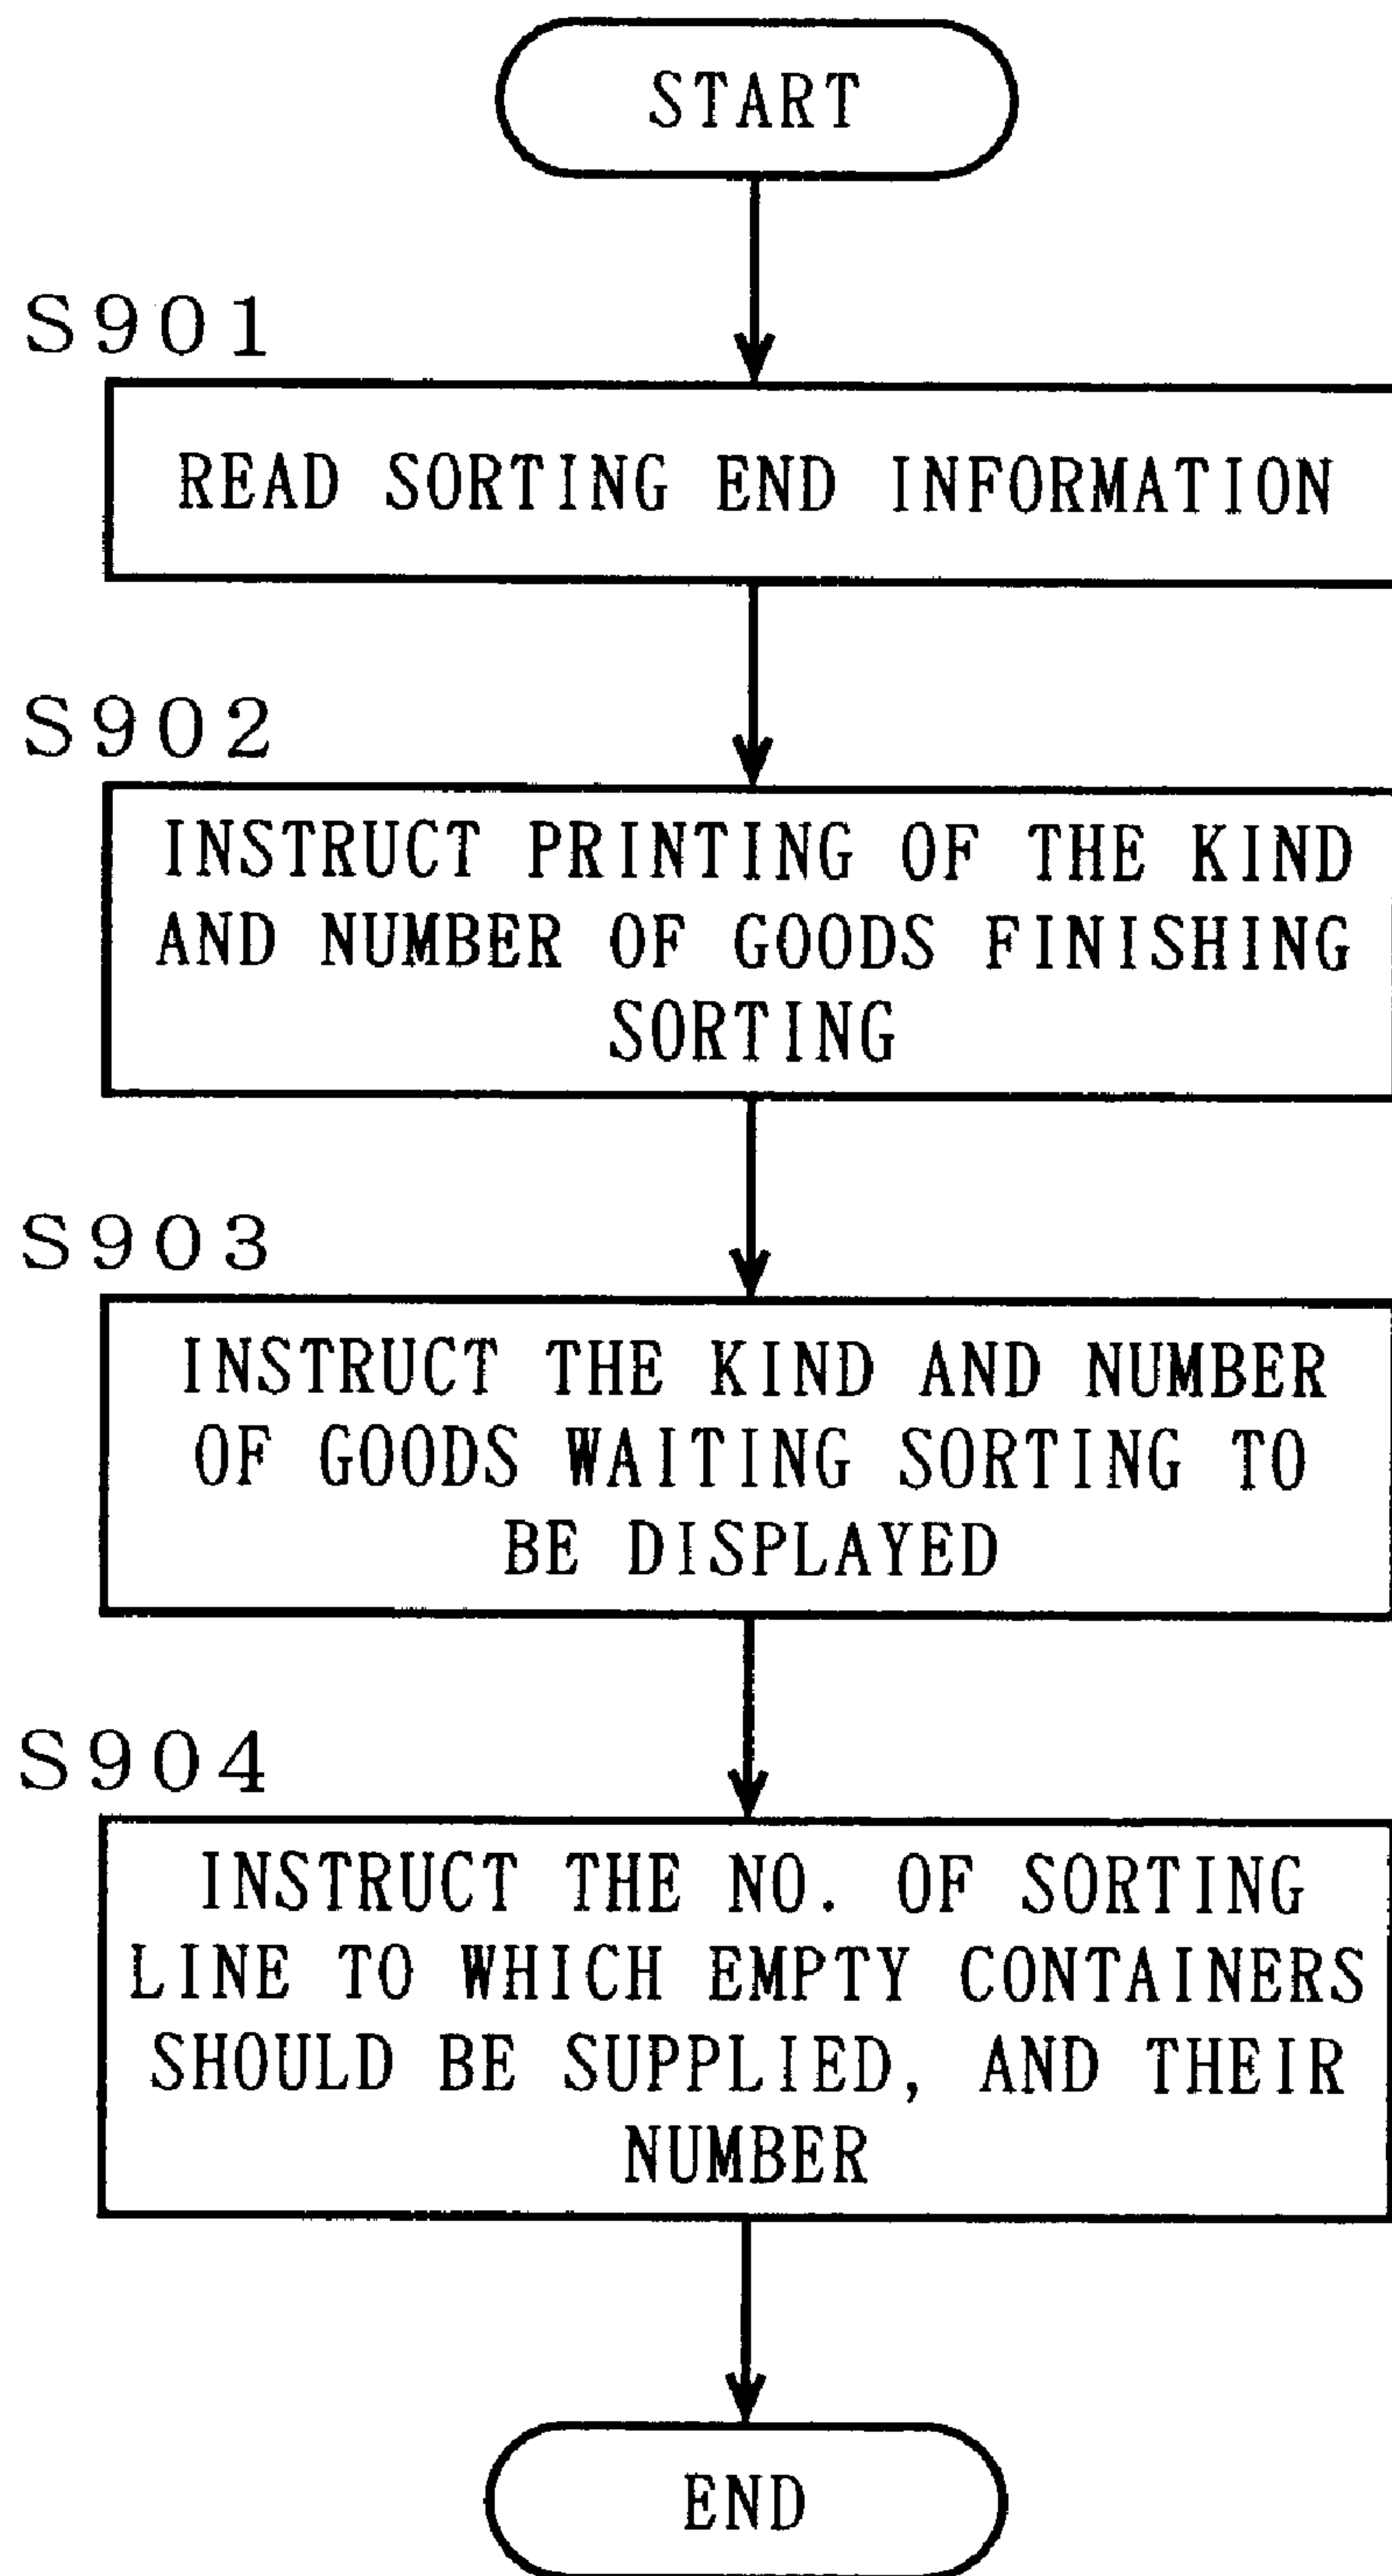 START
S901
READ SORTING END INFORMATION
S902
INSTRUCT PRINTING OF THE KIND
AND NUMBER OF GOODS FINISHING
SORTING
S903
INSTRUCT THE KIND AND NUMBER
OF GOODS WAITING SORTING TO
BE DISPLAYED
S904
INSTRUCT THE NO. OF SORTING
LINE TO WHICH EMPTY CONTAINERS
SHOULD BE SUPPLIED, AND THEIR
NUMBER
END